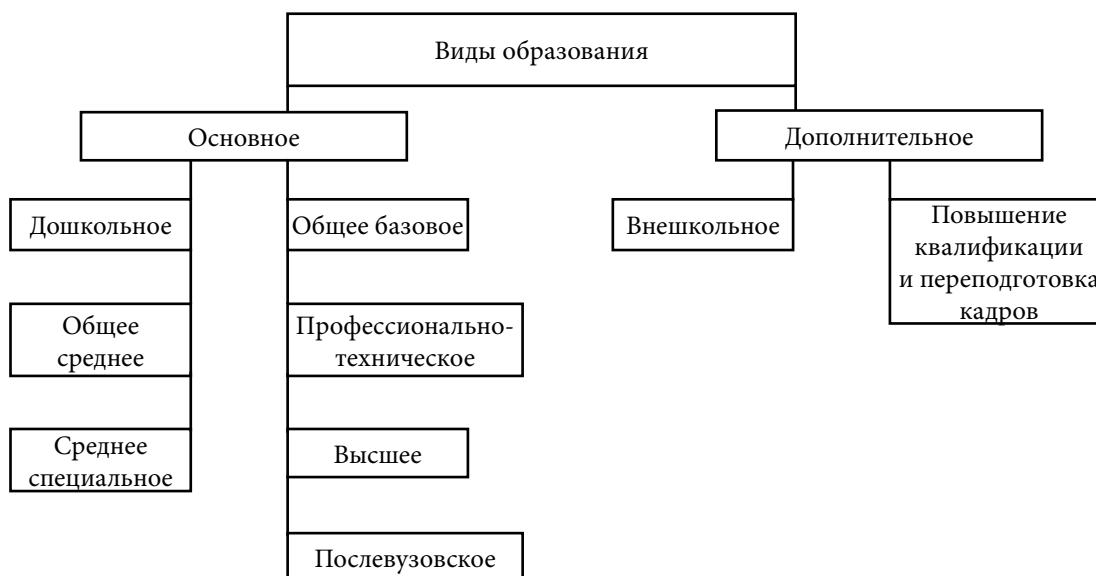 Виды образования
Основное
Дополнительное
Дошкольное
Общее базовое
Внешкольное
Повышение
квалификации
и переподготовка
кадров
Общее
среднее
Профессионально-
техническое
Среднее
специальное
Высшее
Послевузовское